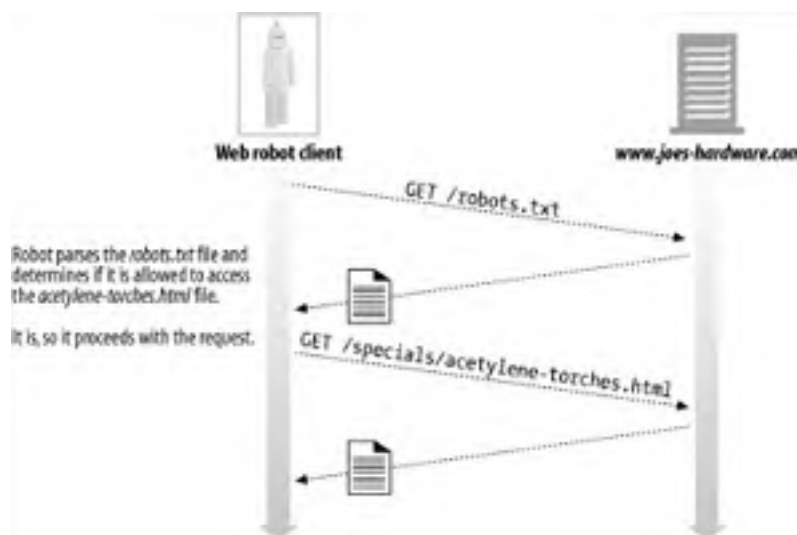 Web robot client
www.joes-hardware.com
GET /robots.txt
Robot parses the robots.txt file and
determines if it is allowed to access
the acetylene-torches.html file.
It is, so it proceeds with the request.
GET /specials/acetylene-torches.html